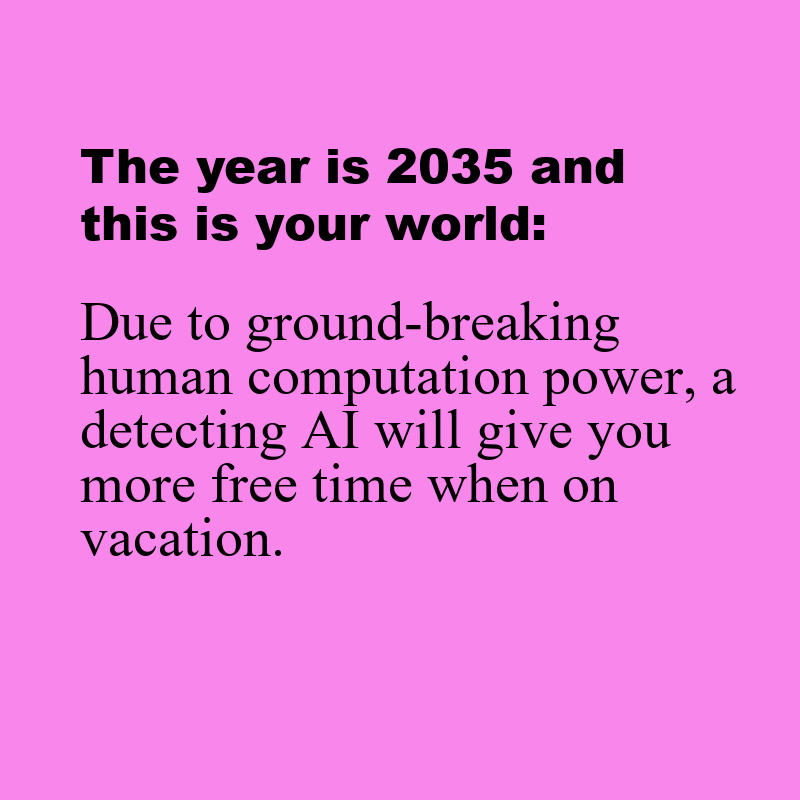 The year is 2035 and
this is your world:
Due to ground-breaking
human computation power, a
detecting AI will give you
more free time when on
vacation.